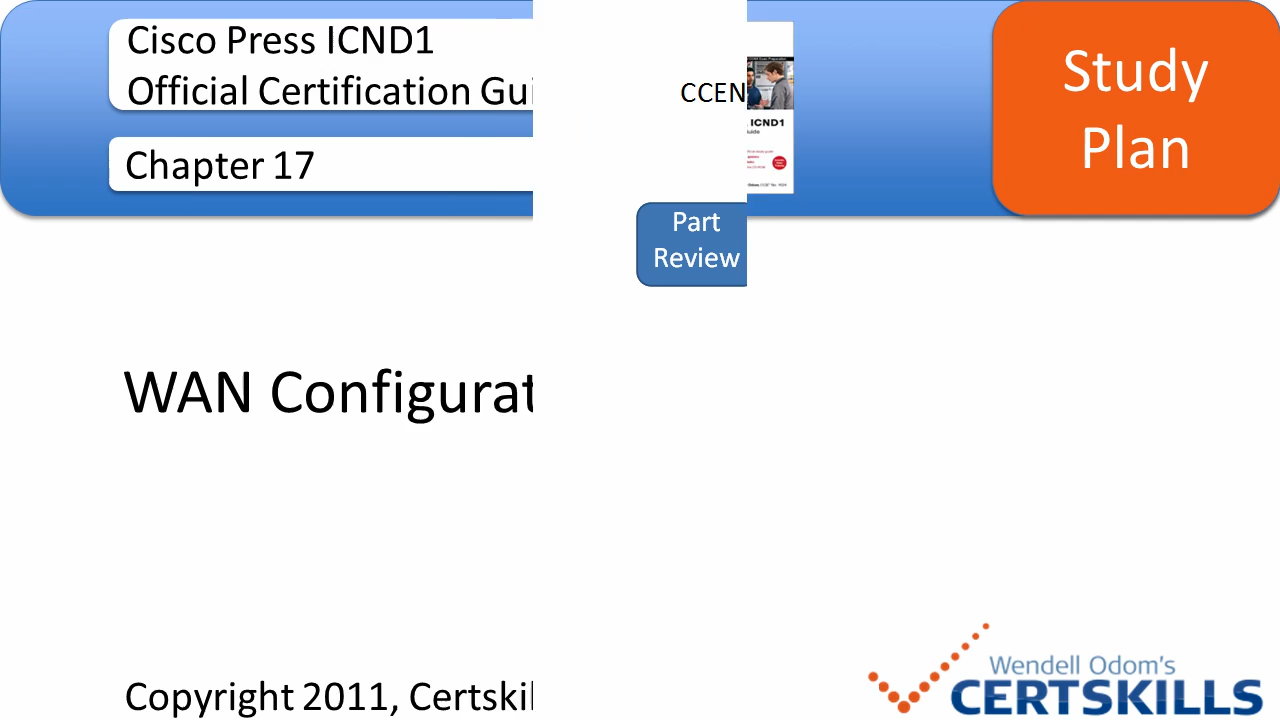 Cisco Press ICND1
Official Certification Gui
Chapter 17
CCEN
ICND1
Study
Plan
Part
Review
WAN Configurat
Copyright 2011, Certskil
Wendell Odom's
CERTSKILLS